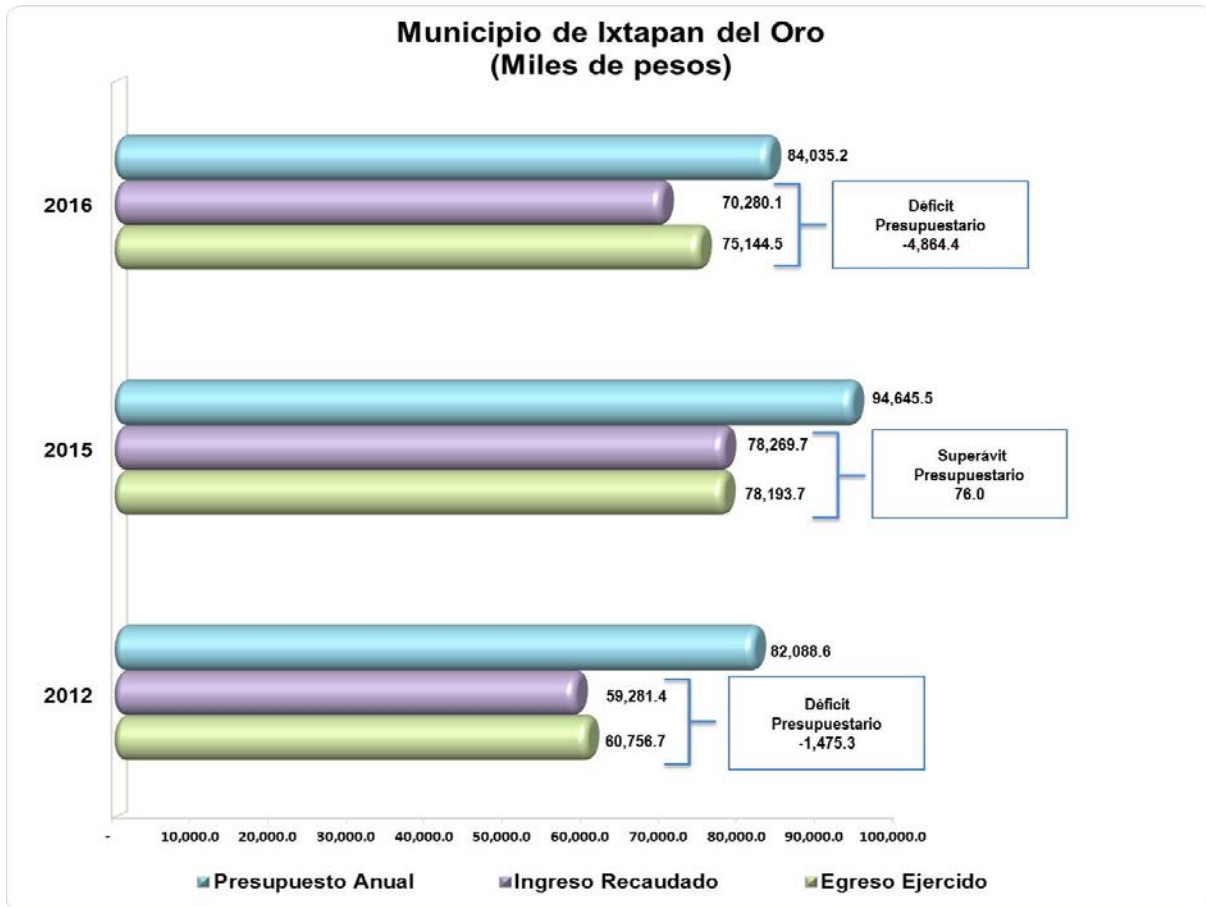 Municipio de Ixtapan del Oro
(Miles de pesos)
84,035.2
2016
70,280.1
75,144.5
Déficit
Presupuestario
-4,864.4
94,645.5
2015
78,269.7
78,193.7
Superávit
Presupuestario
76.0
82,088.6
2012
59,281.4
60,756.7
Déficit
Presupuestario
-1,475.3
- 10,000.0 20,000.0 30,000.0 40,000.0 50,000.0 60,000.0 70,000.0 80,000.0 90,000.0 100,000.0
Presupuesto Anual Ingreso Recaudado Egreso Ejercido